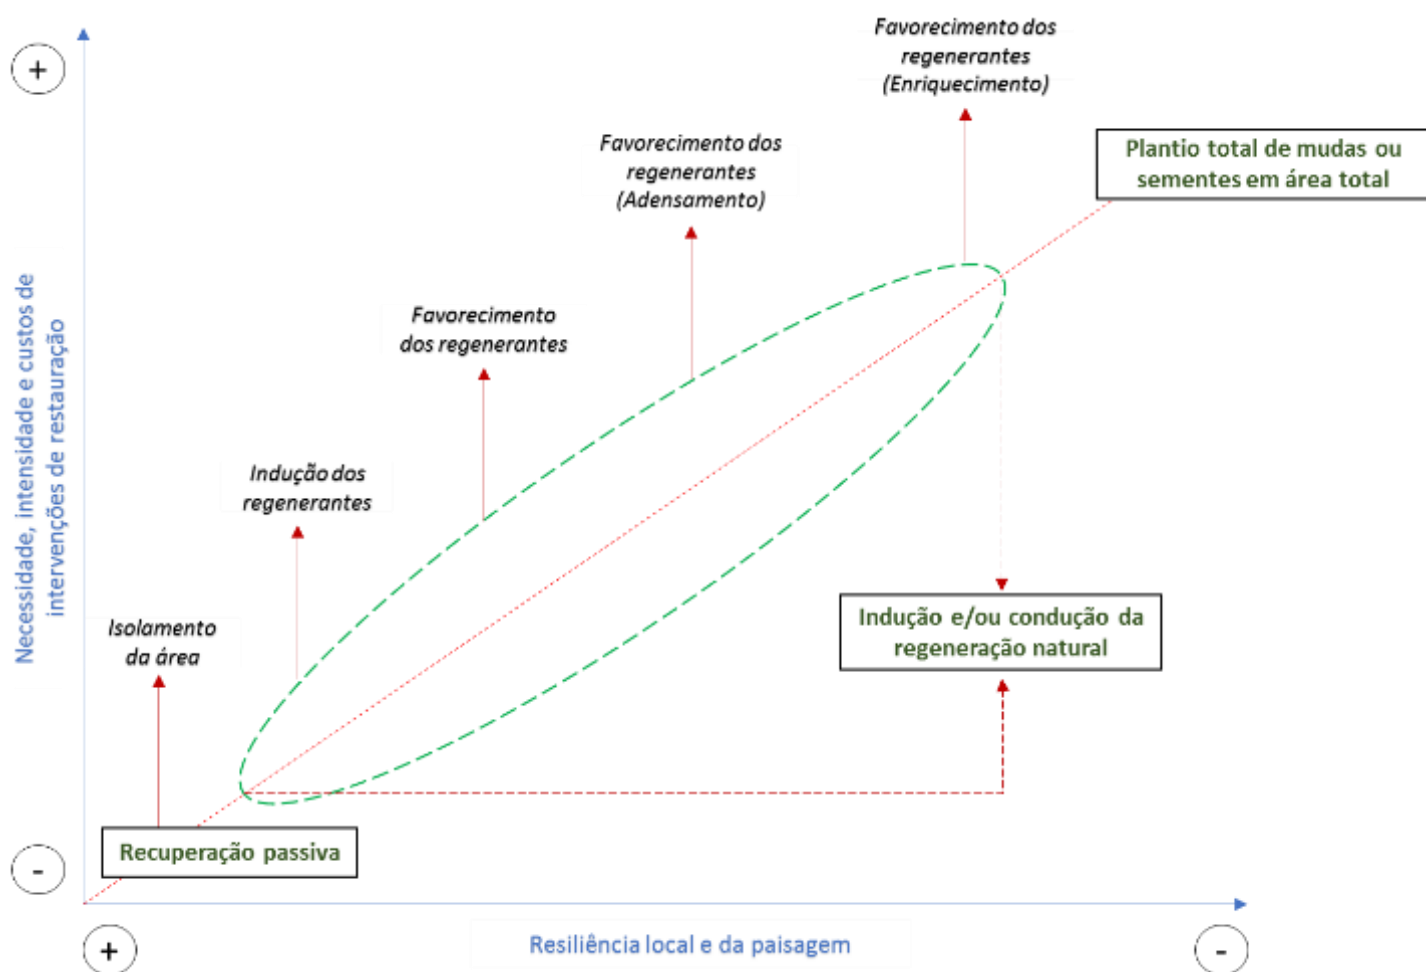 Favorecimento dos
regenerantes
(Enriquecimento)
+
Favorecimento dos
regenerantes
(Adensamento)
Plantio total de mudas ou
sementes em área total
Favorecimento
dos regenerantes
Necessidade, intensidade e custos de
intervenções de restauração
Indução dos
regenerantes
Isolamento
da área
Indução e/ou condução da
regeneração natural
Recuperação passiva
-
+
Resiliência local e da paisagem
-